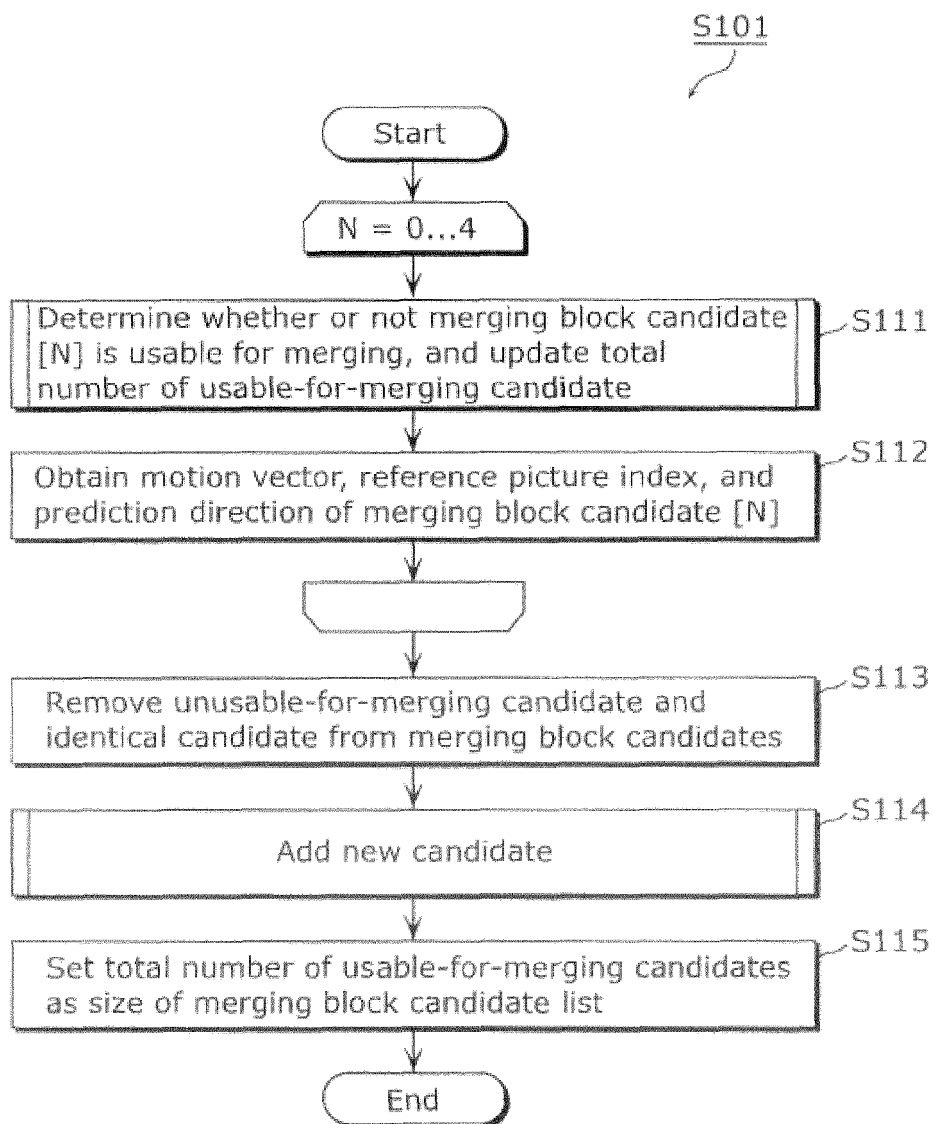 S101
Start
N = 0...4
Determine whether or not merging block candidate
[N] is usable for merging, and update total
number of usable-for-merging candidate
S111
Obtain motion vector, reference picture index, and
prediction direction of merging block candidate [N]
S112
Remove unusable-for-merging candidate and
identical candidate from merging block candidates
S113
Add new candidate
S114
Set total number of usable-for-merging candidates
as size of merging block candidate list
S115
End